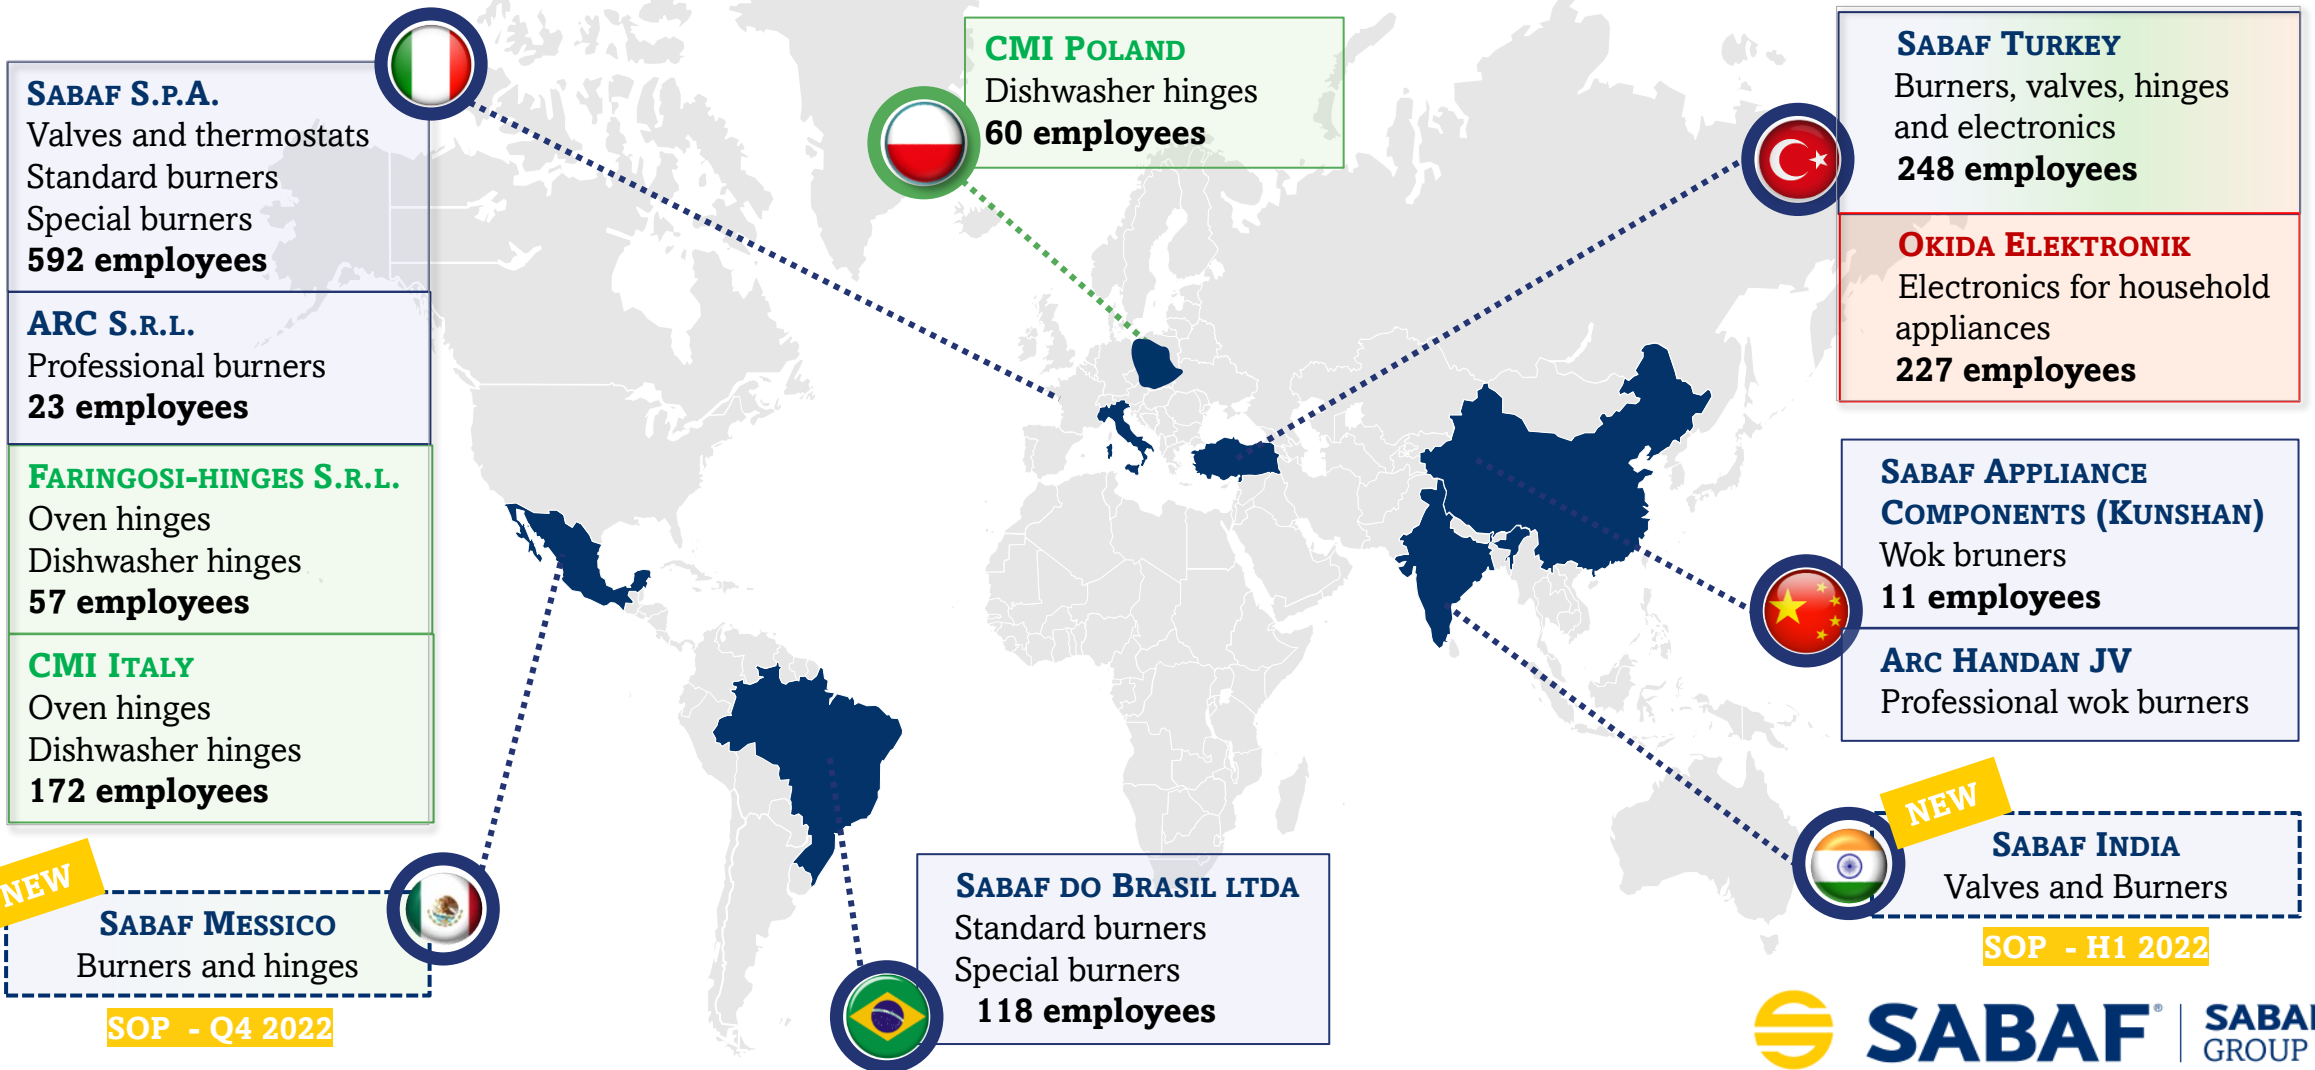 SABAF S.P.A.
Valves and thermostats
Standard burners
Special burners
592 employees
ARC S.R.L.
Professional burners
23 employees
FARINGOSI-HINGES S.R.L.
Oven hinges
Dishwasher hinges
57 employees
CMI ITALY
Oven hinges
Dishwasher hinges
172 employees
NEW
SABAF MESSICO
Burners and hinges
SOP - Q4 2022
CMI POLAND
Dishwasher hinges
60 employees
SABAF DO BRASIL LTDA
Standard burners
Special burners
118 employees
SABAF TURKEY
Burners, valves, hinges
and electronics
248 employees
OKIDA ELEKTRONIK
Electronics for household
appliances
227 employees
SABAF APPLIANCE
COMPONENTS (KUNSHAN)
Wok bruners
11 employees
ARC HANDAN JV
Professional wok burners
NEW
SABAF INDIA
Valves and Burners
SOP - H1 2022
SABAF®
SABAF
GROUP